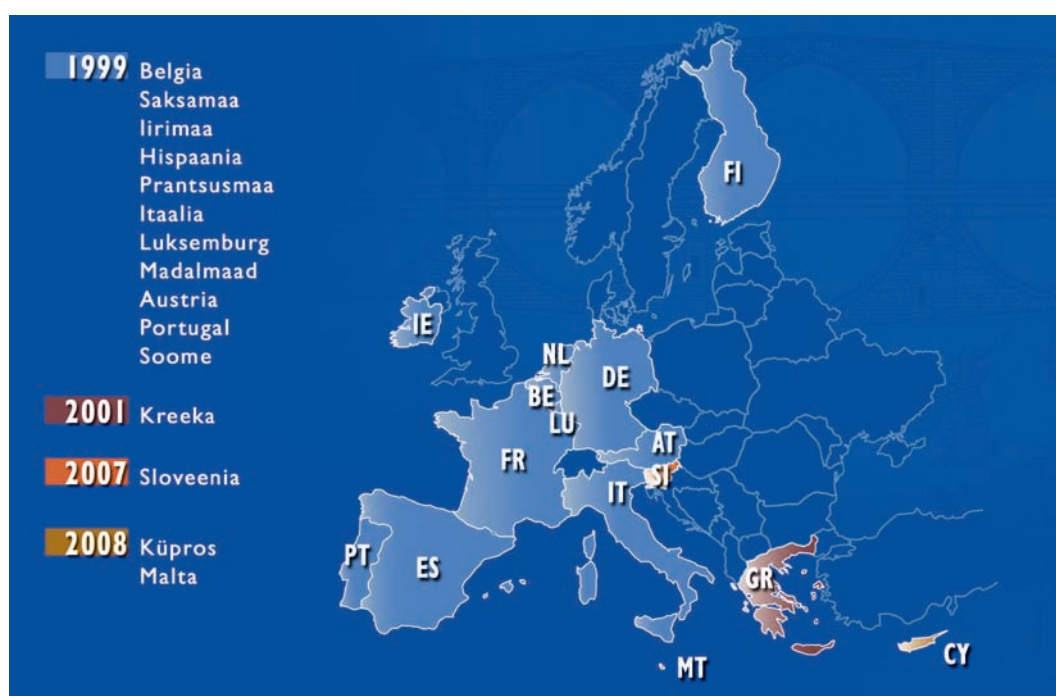 1999 Belgia
Saksamaa
Iirimaa
Hispaania
Prantsusmaa
Itaalia
Luksemburg
Madalmaad
Austria
Portugal
Soome
2001 Kreeka
2007 Sloveenia
2008 Küpros
Malta
FI
IE
NL
DE
BE
LU
AT
FR
SI
IT
PT
ES
GR
CY
MT